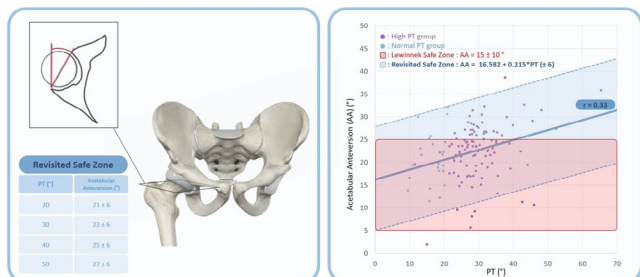 Revisited Safe Zone
PT (°)
Acetabular
Anteversion (°)
20
21 ± 6
30
23 ± 6
40
25 ± 6
50
27 ± 6
: High PT group
: Normal PT group
: Lewinnek Safe Zone : AA = 15 ± 10 °
: Revisited Safe Zone : AA = 16.582 + 0.215*PT (± 6)
r = 0.33
Acetabular Anteversion (AA) (°)
50
45
40
35
30
25
20
15
10
5
0
0
10
20
30
40
50
60
70
PT (°)